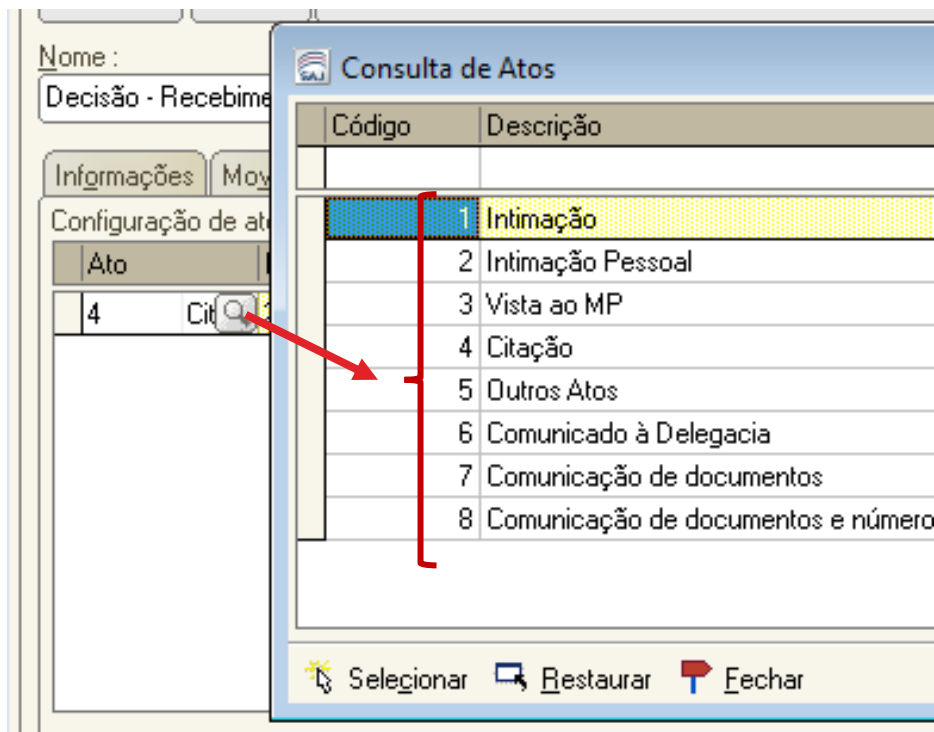 Nome :
Decisão - Recebime
Informações Mov
Configuração de at
Ato
4 Cit
SAJ Consulta de Atos
Código Descrição
1 Intimação
2 Intimação Pessoal
3 Vista ao MP
4 Citação
5 Outros Atos
6 Comunicado à Delegacia
7 Comunicação de documentos
8 Comunicação de documentos e número
Selecionar Restaurar Fechar